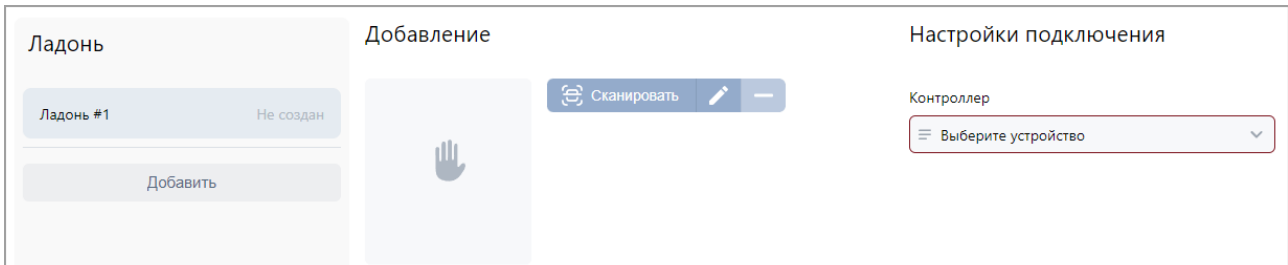 Ладонь
Ладонь #1
Не создан
Добавить
Добавление
Сканировать
Настройки подключения
Контроллер
Выберите устройство